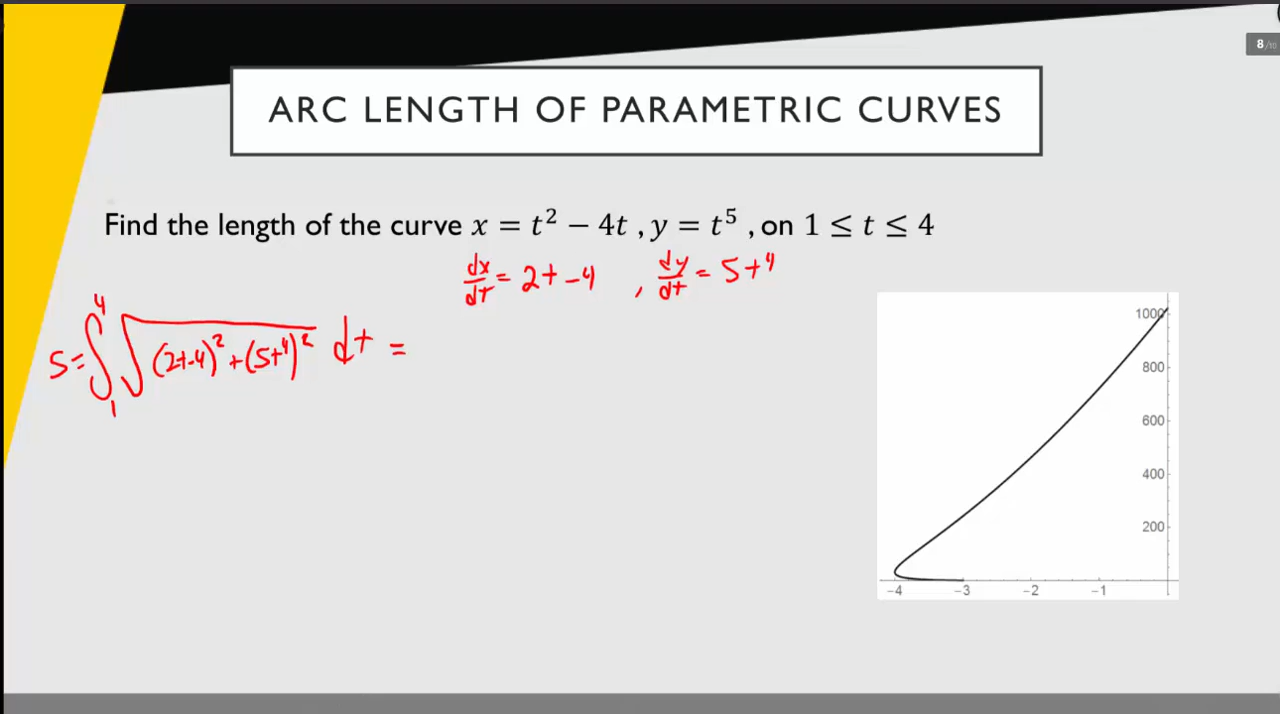 8/10
ARC LENGTH OF PARAMETRIC CURVES
Find the length of the curve x = t² − 4t , y = t⁵ , on 1 ≤ t ≤ 4
dx/dt = 2t − 4 , dy/dt = 5t⁴
S = ∫₁⁴ √((2t-4)² + (5t⁴)²) dt =
1000
800
600
400
200
−4 −3 −2 −1